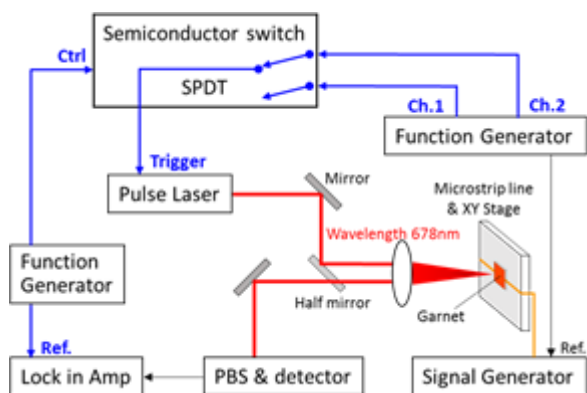 Semiconductor switch
Ctrl
SPDT
Ch.1
Ch.2
Function Generator
Trigger
Pulse Laser
Mirror
Microstrip line
& XY Stage
Wavelength 678nm
Function
Generator
Half mirror
Garnet
Ref.
Ref.
Lock in Amp
PBS & detector
Signal Generator